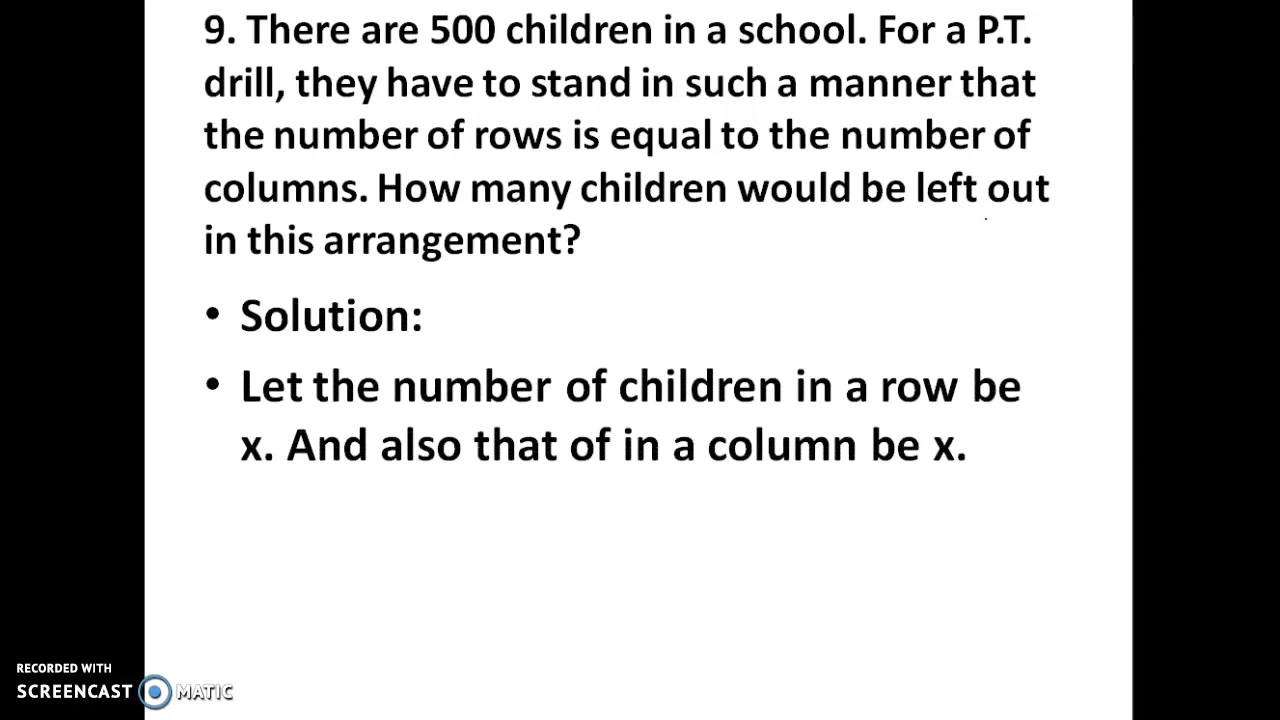 9. There are 500 children in a school. For a P.T.
drill, they have to stand in such a manner that
the number of rows is equal to the number of
columns. How many children would be left out
in this arrangement?
• Solution:
• Let the number of children in a row be
x. And also that of in a column be x.
RECORDED WITH
SCREENCAST MATIC